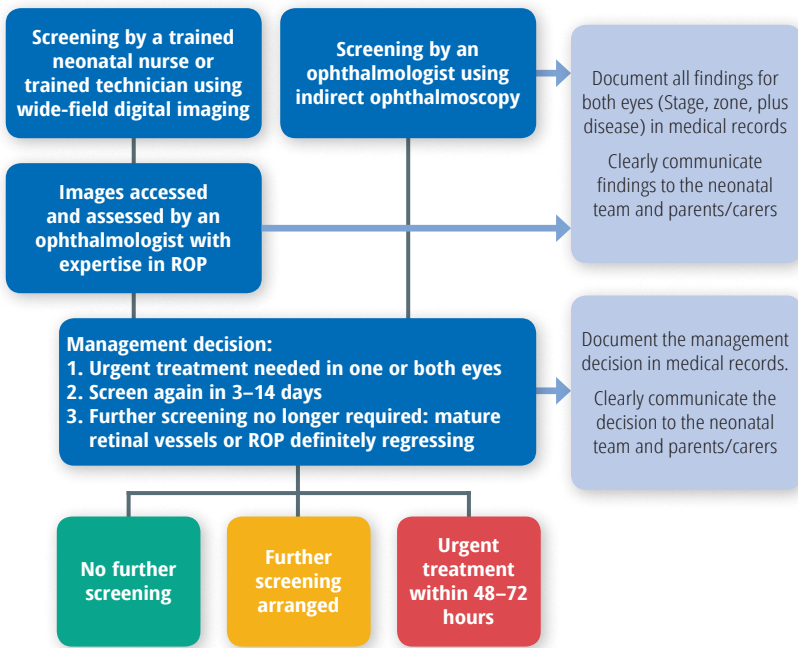 Screening by a trained
neonatal nurse or
trained technician using
wide-field digital imaging
Screening by an
ophthalmologist using
indirect ophthalmoscopy
Document all findings for
both eyes (Stage, zone, plus
disease) in medical records
Clearly communicate
findings to the neonatal
team and parents/carers
Images accessed
and assessed by an
ophthalmologist with
expertise in ROP
Management decision:
1. Urgent treatment needed in one or both eyes
2. Screen again in 3–14 days
3. Further screening no longer required: mature
retinal vessels or ROP definitely regressing
Document the management
decision in medical records.
Clearly communicate the
decision to the neonatal
team and parents/carers
No further
screening
Further
screening
arranged
Urgent
treatment
within 48–72
hours